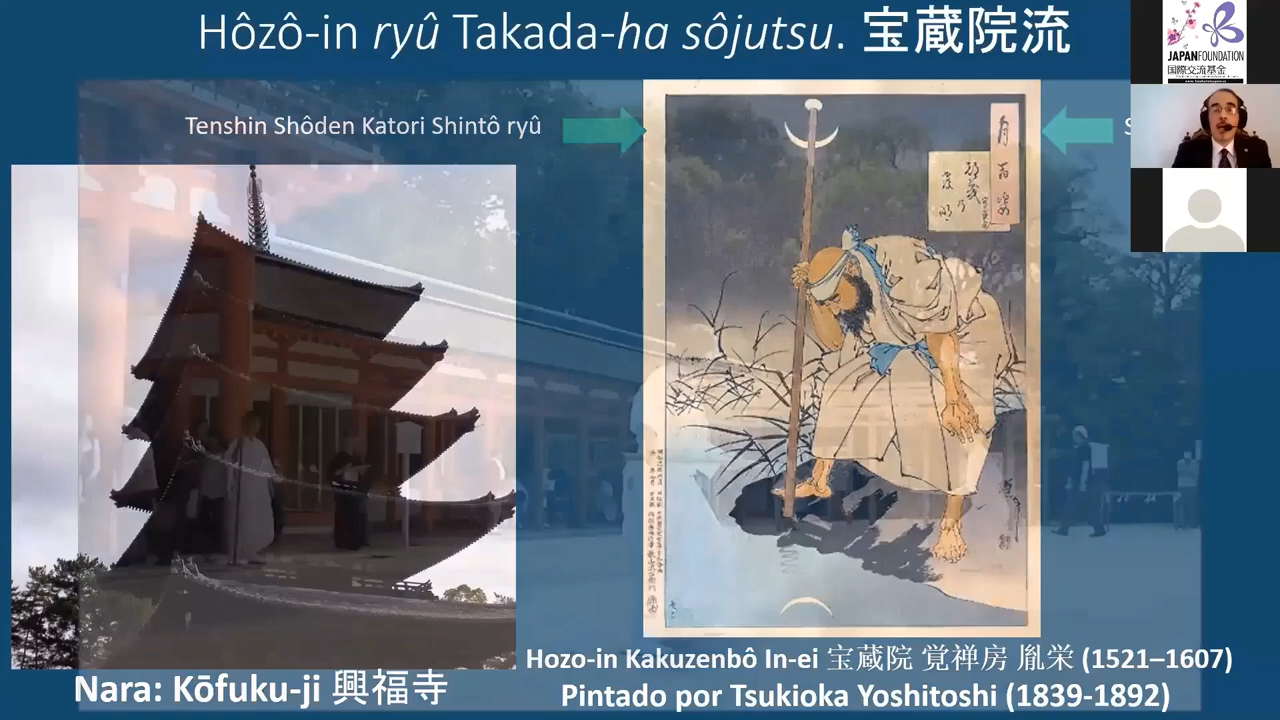 Hôzô-in ryû Takada-ha sôjutsu. 宝蔵院流
JAPANFOUNDATION
国際交流基金
Tenshin Shôden Katori Shintô ryû
S
月百姿
Hozo-in Kakuzenbô In-ei 宝蔵院 覚禅房 胤栄 (1521–1607)
Nara: Kōfuku-ji 興福寺
Pintado por Tsukioka Yoshitoshi (1839-1892)